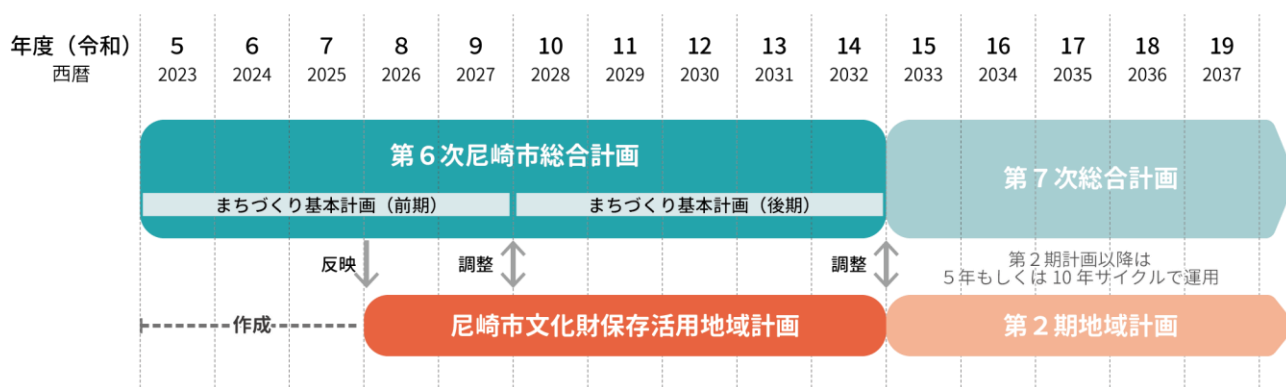 年度（令和） 5 6 7 8 9 10 11 12 13 14 15 16 17 18 19
西暦 2023 2024 2025 2026 2027 2028 2029 2030 2031 2032 2033 2034 2035 2036 2037
第６次尼崎市総合計画
第７次総合計画
まちづくり基本計画（前期） まちづくり基本計画（後期）
反映 調整 調整
第２期計画以降は
５年もしくは 10 年サイクルで運用
作成
尼崎市文化財保存活用地域計画
第２期地域計画